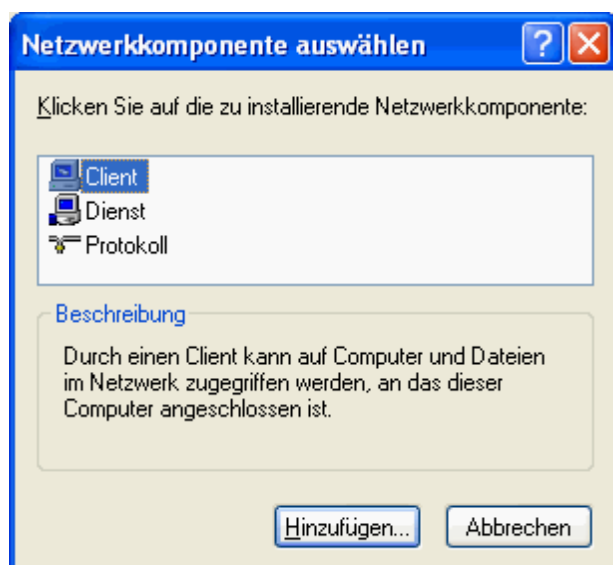 Netzwerkkomponente auswählen
Klicken Sie auf die zu installierende Netzwerkkomponente:
Client
Dienst
Protokoll
Beschreibung
Durch einen Client kann auf Computer und Dateien
im Netzwerk zugegriffen werden, an das dieser
Computer angeschlossen ist.
Hinzufügen... Abbrechen